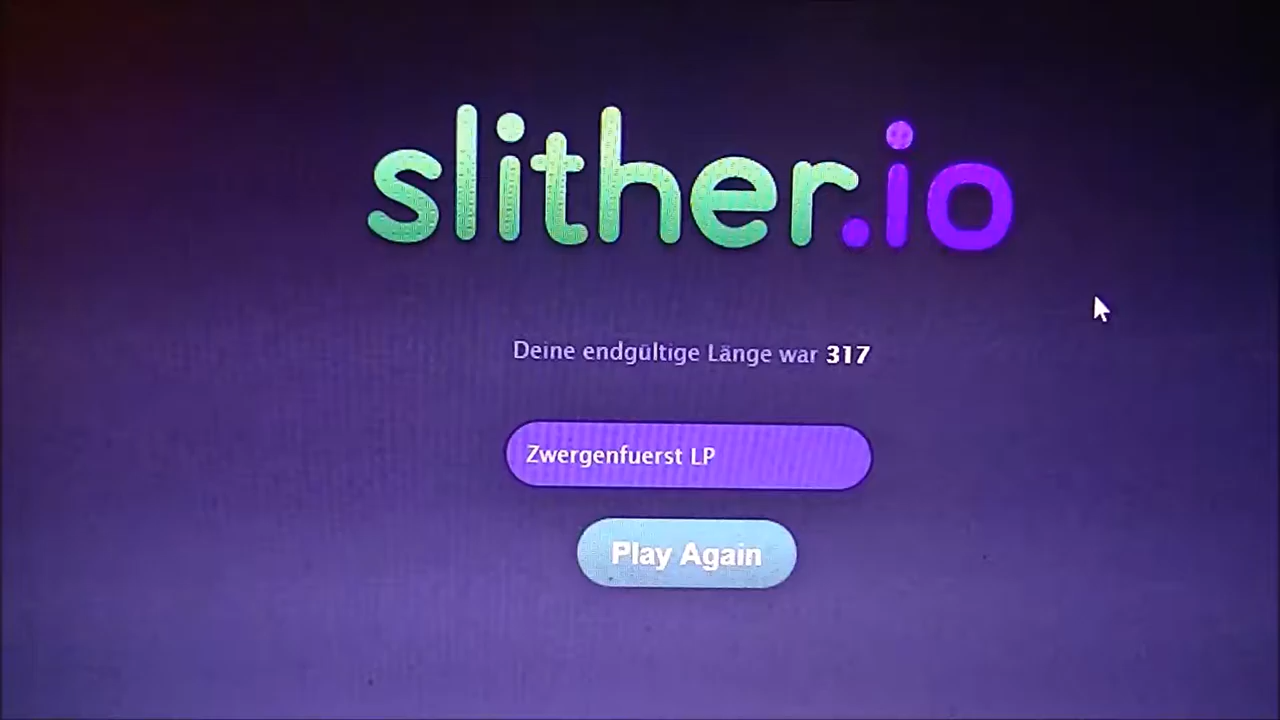 slither.io
Deine endgültige Länge war 317
Zwergenfuerst LP
Play Again